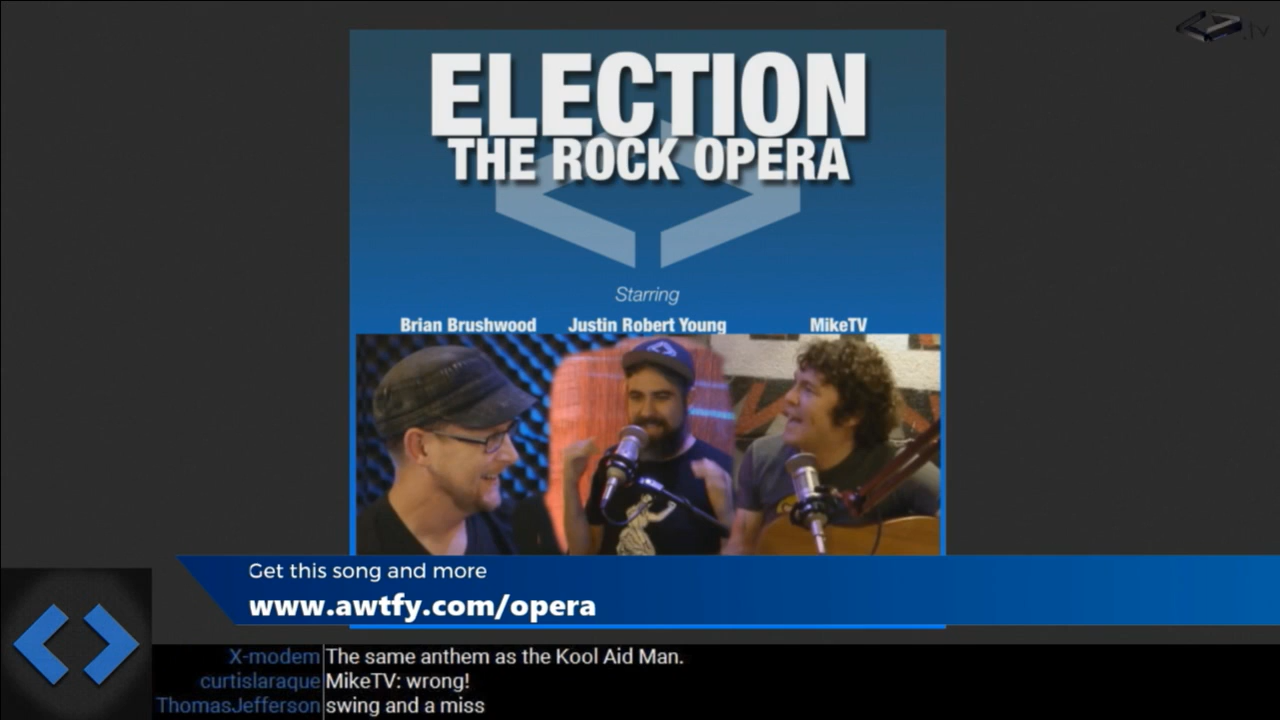 .tv
ELECTION
THE ROCK OPERA
Starring
Brian Brushwood Justin Robert Young MikeTV
Get this song and more
www.awtfy.com/opera
X-modem The same anthem as the Kool Aid Man.
curtislaraque MikeTV: wrong!
ThomasJefferson swing and a miss